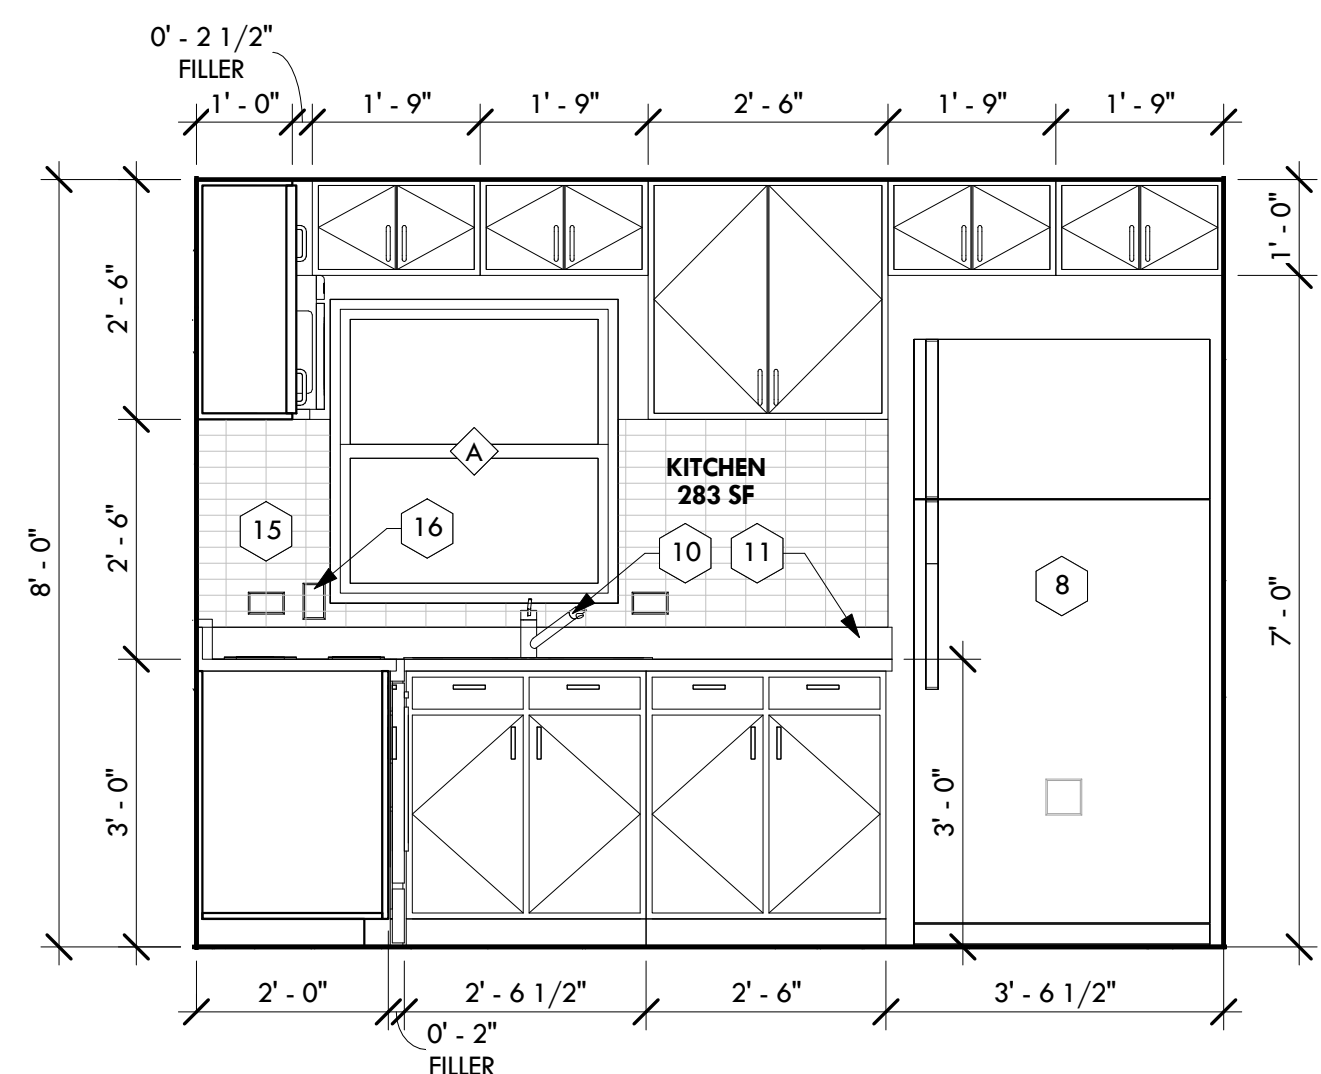 0' - 2 1/2"
FILLER
1' - 0"
1' - 9"
1' - 9"
2' - 6"
1' - 9"
1' - 9"
1' - 0"
2' - 6"
A
KITCHEN
283 SF
15
16
10
11
8
2' - 6"
8' - 0"
7' - 0"
3' - 0"
3' - 0"
2' - 0"
2' - 6 1/2"
2' - 6"
3' - 6 1/2"
0' - 2"
FILLER